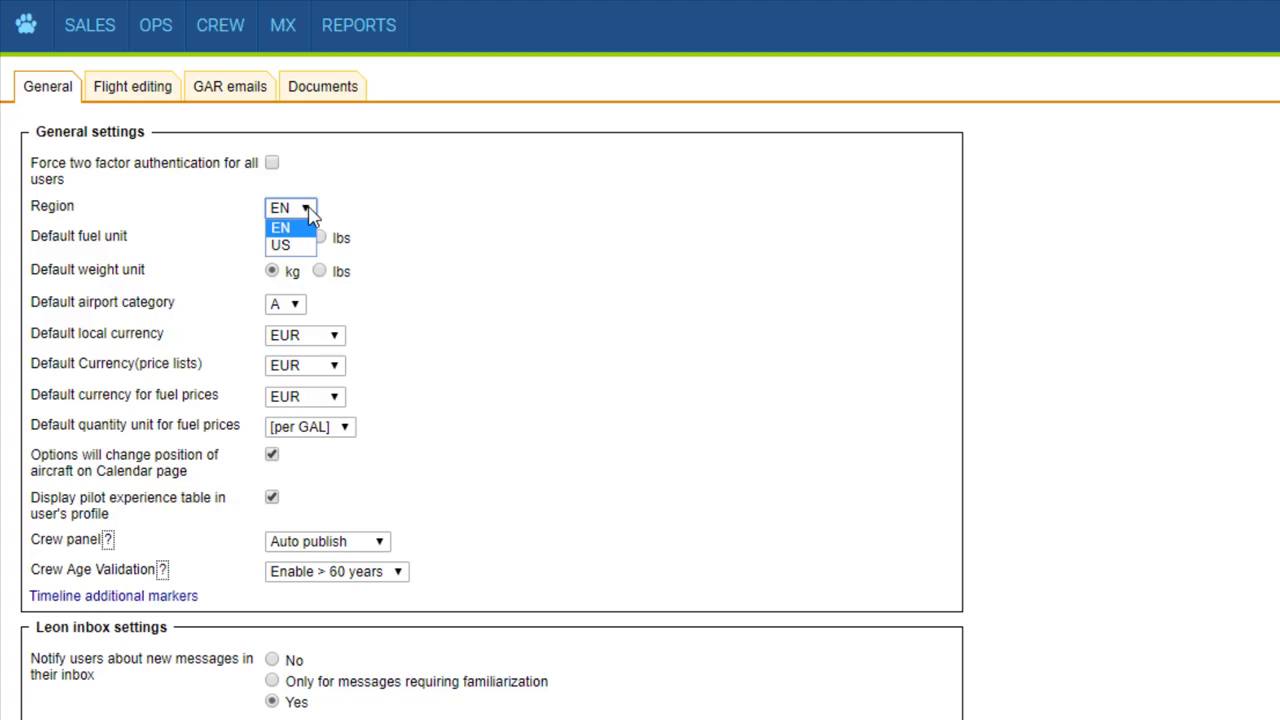 SALES OPS CREW MX REPORTS
General Flight editing GAR emails Documents
General settings
Force two factor authentication for all
users
Region EN
EN
US
Default fuel unit lbs
Default weight unit kg lbs
Default airport category A
Default local currency EUR
Default Currency(price lists) EUR
Default currency for fuel prices EUR
Default quantity unit for fuel prices [per GAL]
Options will change position of
aircraft on Calendar page
Display pilot experience table in
user's profile
Crew panel? Auto publish
Crew Age Validation? Enable > 60 years
Timeline additional markers
Leon inbox settings
Notify users about new messages in
their inbox
No
Only for messages requiring familiarization
Yes